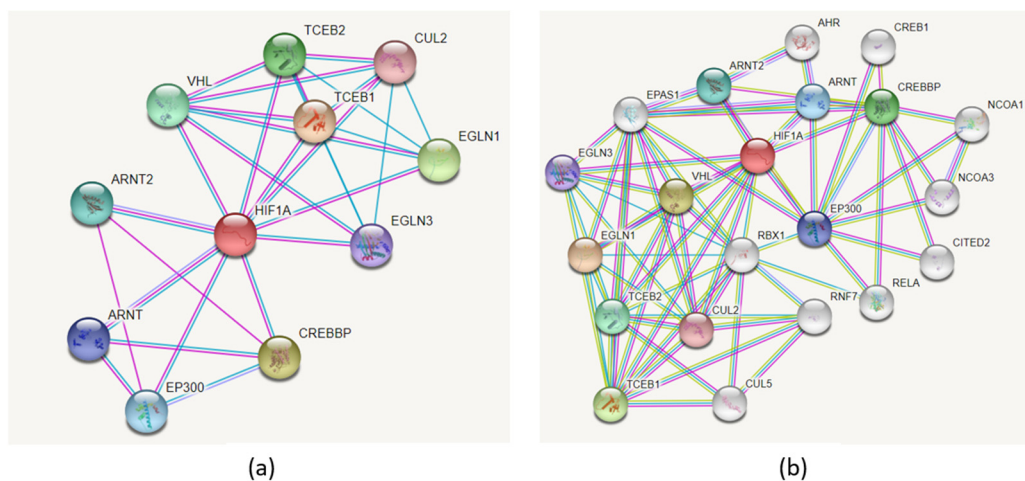 TCEB2
CUL2
VHL
TCEB1
EGLN1
ARNT2
HIF1A
EGLN3
ARNT
CREBBP
EP300
(a)
AHR
CREB1
ARNT2
ARNT
EPAS1
CREBBP
NCOA1
HIF1A
EGLN3
VHL
NCOA3
EP300
EGLN1
RBX1
CITED2
TCEB2
RELA
CUL2
RNF7
TCEB1
CUL5
(b)